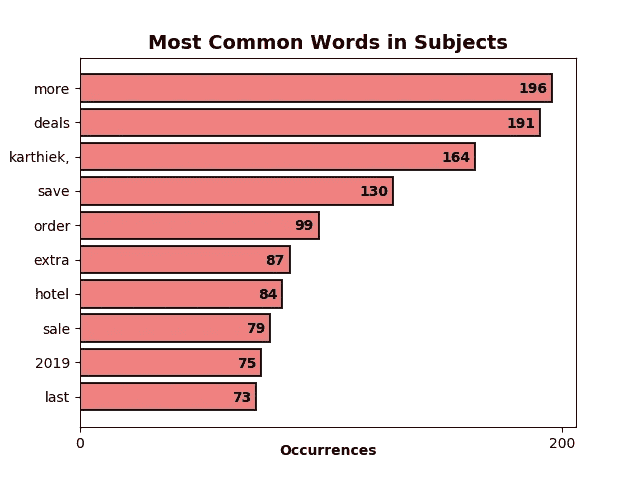 Most Common Words in Subjects
more 196
deals 191
karthiek, 164
save 130
order 99
extra 87
hotel 84
sale 79
2019 75
last 73
0 200
Occurrences